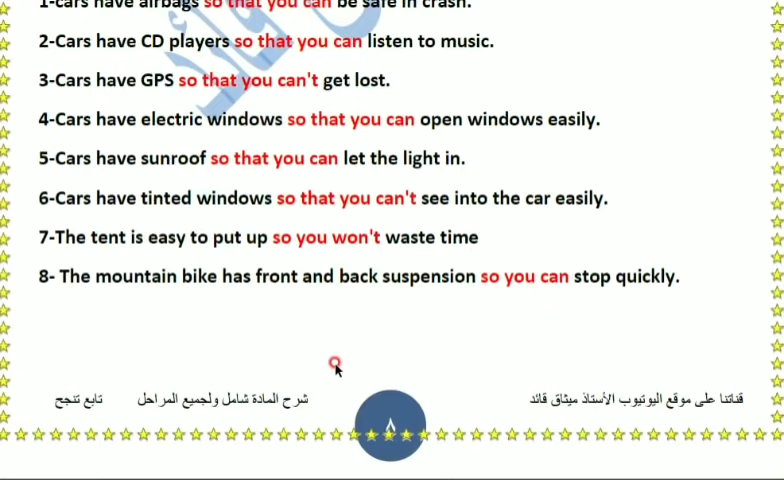 1-cars have airbags so that you can be safe in crash.
2-Cars have CD players so that you can listen to music.
3-Cars have GPS so that you can't get lost.
4-Cars have electric windows so that you can open windows easily.
5-Cars have sunroof so that you can let the light in.
6-Cars have tinted windows so that you can't see into the car easily.
7-The tent is easy to put up so you won't waste time
8- The mountain bike has front and back suspension so you can stop quickly.
قناتنا على موقع اليوتيوب الأستاذ ميثاق قائد
شرح المادة شامل ولجميع المراحل
تابع تنجح
٨